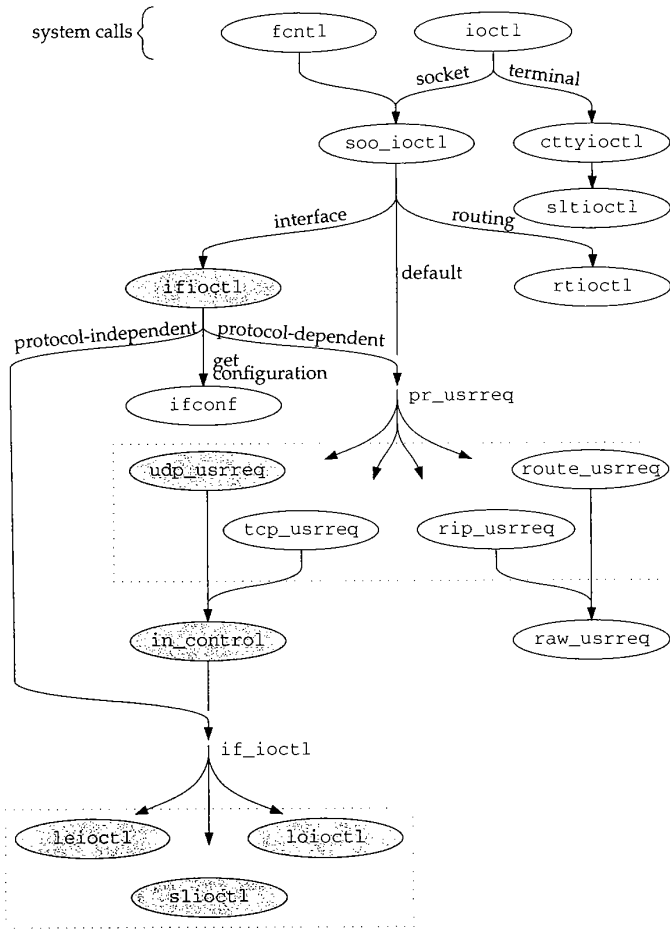 system calls
fcntl
ioctl
socket
terminal
soo_ioctl
cttyioctl
sltioctl
interface
routing
default
ifioctl
rtioctl
protocol-independent
protocol-dependent
get
configuration
ifconf
pr_usrreq
udp_usrreq
route_usrreq
tcp_usrreq
rip_usrreq
in_control
raw_usrreq
if_ioctl
leioctl
loioctl
slioctl